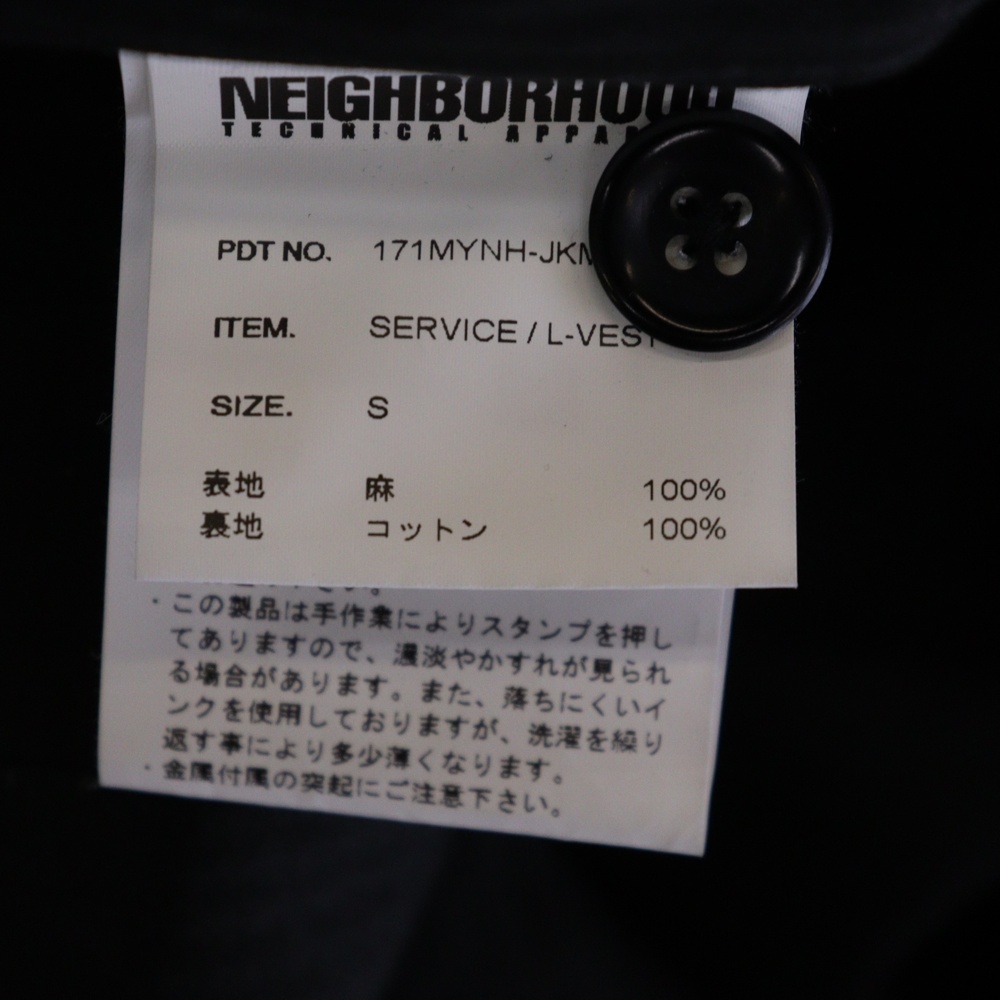 NEIGHBORHOOD
TECHNICAL
PDT NO. 171MYNH-JKM
ITEM. SERVICE / L-VEST
SIZE. S
表地 麻 100%
裏地 コットン 100%
・この製品は手作業によりスタンプを押し
てありますので、濃淡やかすれが見られ
る場合があります。また、落ちにくいイ
ンクを使用しておりますが、洗濯を繰り
返す事により多少薄くなります。
・金属付属の突起にご注意下さい。